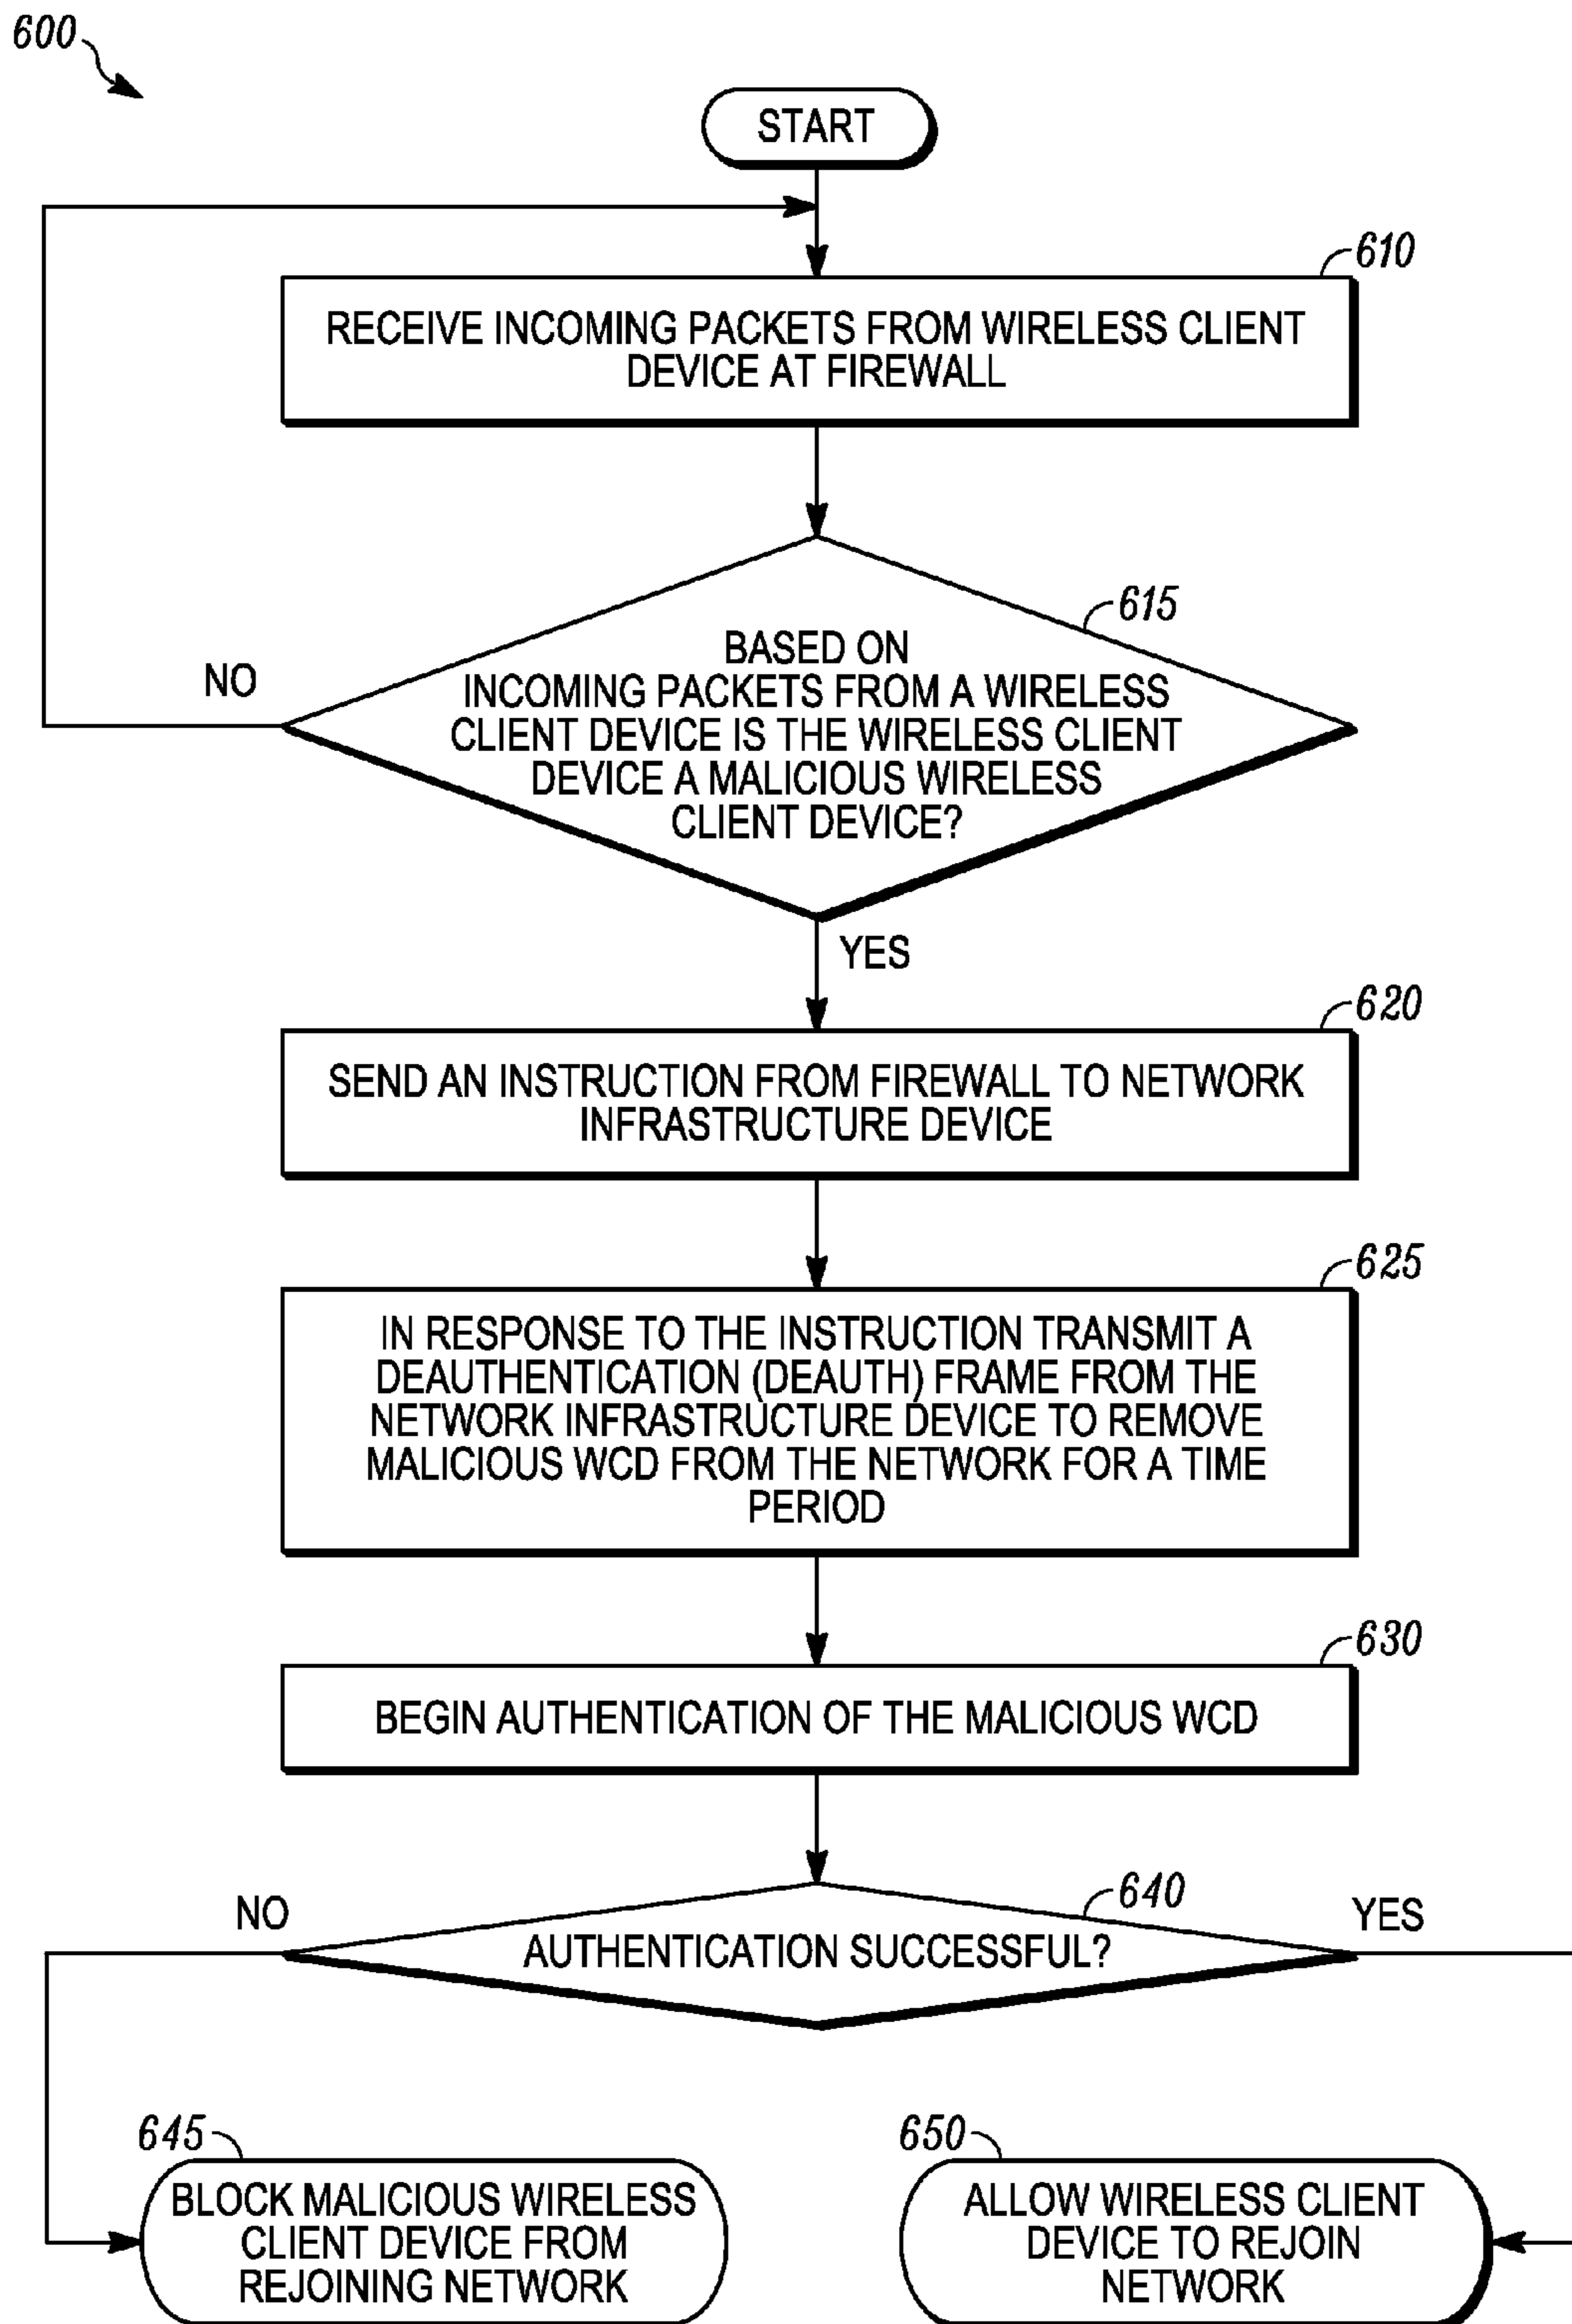 600
START
610
RECEIVE INCOMING PACKETS FROM WIRELESS CLIENT
DEVICE AT FIREWALL
615
BASED ON
INCOMING PACKETS FROM A WIRELESS
CLIENT DEVICE IS THE WIRELESS CLIENT
DEVICE A MALICIOUS WIRELESS
CLIENT DEVICE?
NO
YES
620
SEND AN INSTRUCTION FROM FIREWALL TO NETWORK
INFRASTRUCTURE DEVICE
625
IN RESPONSE TO THE INSTRUCTION TRANSMIT A
DEAUTHENTICATION (DEAUTH) FRAME FROM THE
NETWORK INFRASTRUCTURE DEVICE TO REMOVE
MALICIOUS WCD FROM THE NETWORK FOR A TIME
PERIOD
630
BEGIN AUTHENTICATION OF THE MALICIOUS WCD
640
NO
YES
AUTHENTICATION SUCCESSFUL?
645
BLOCK MALICIOUS WIRELESS
CLIENT DEVICE FROM
REJOINING NETWORK
650
ALLOW WIRELESS CLIENT
DEVICE TO REJOIN
NETWORK